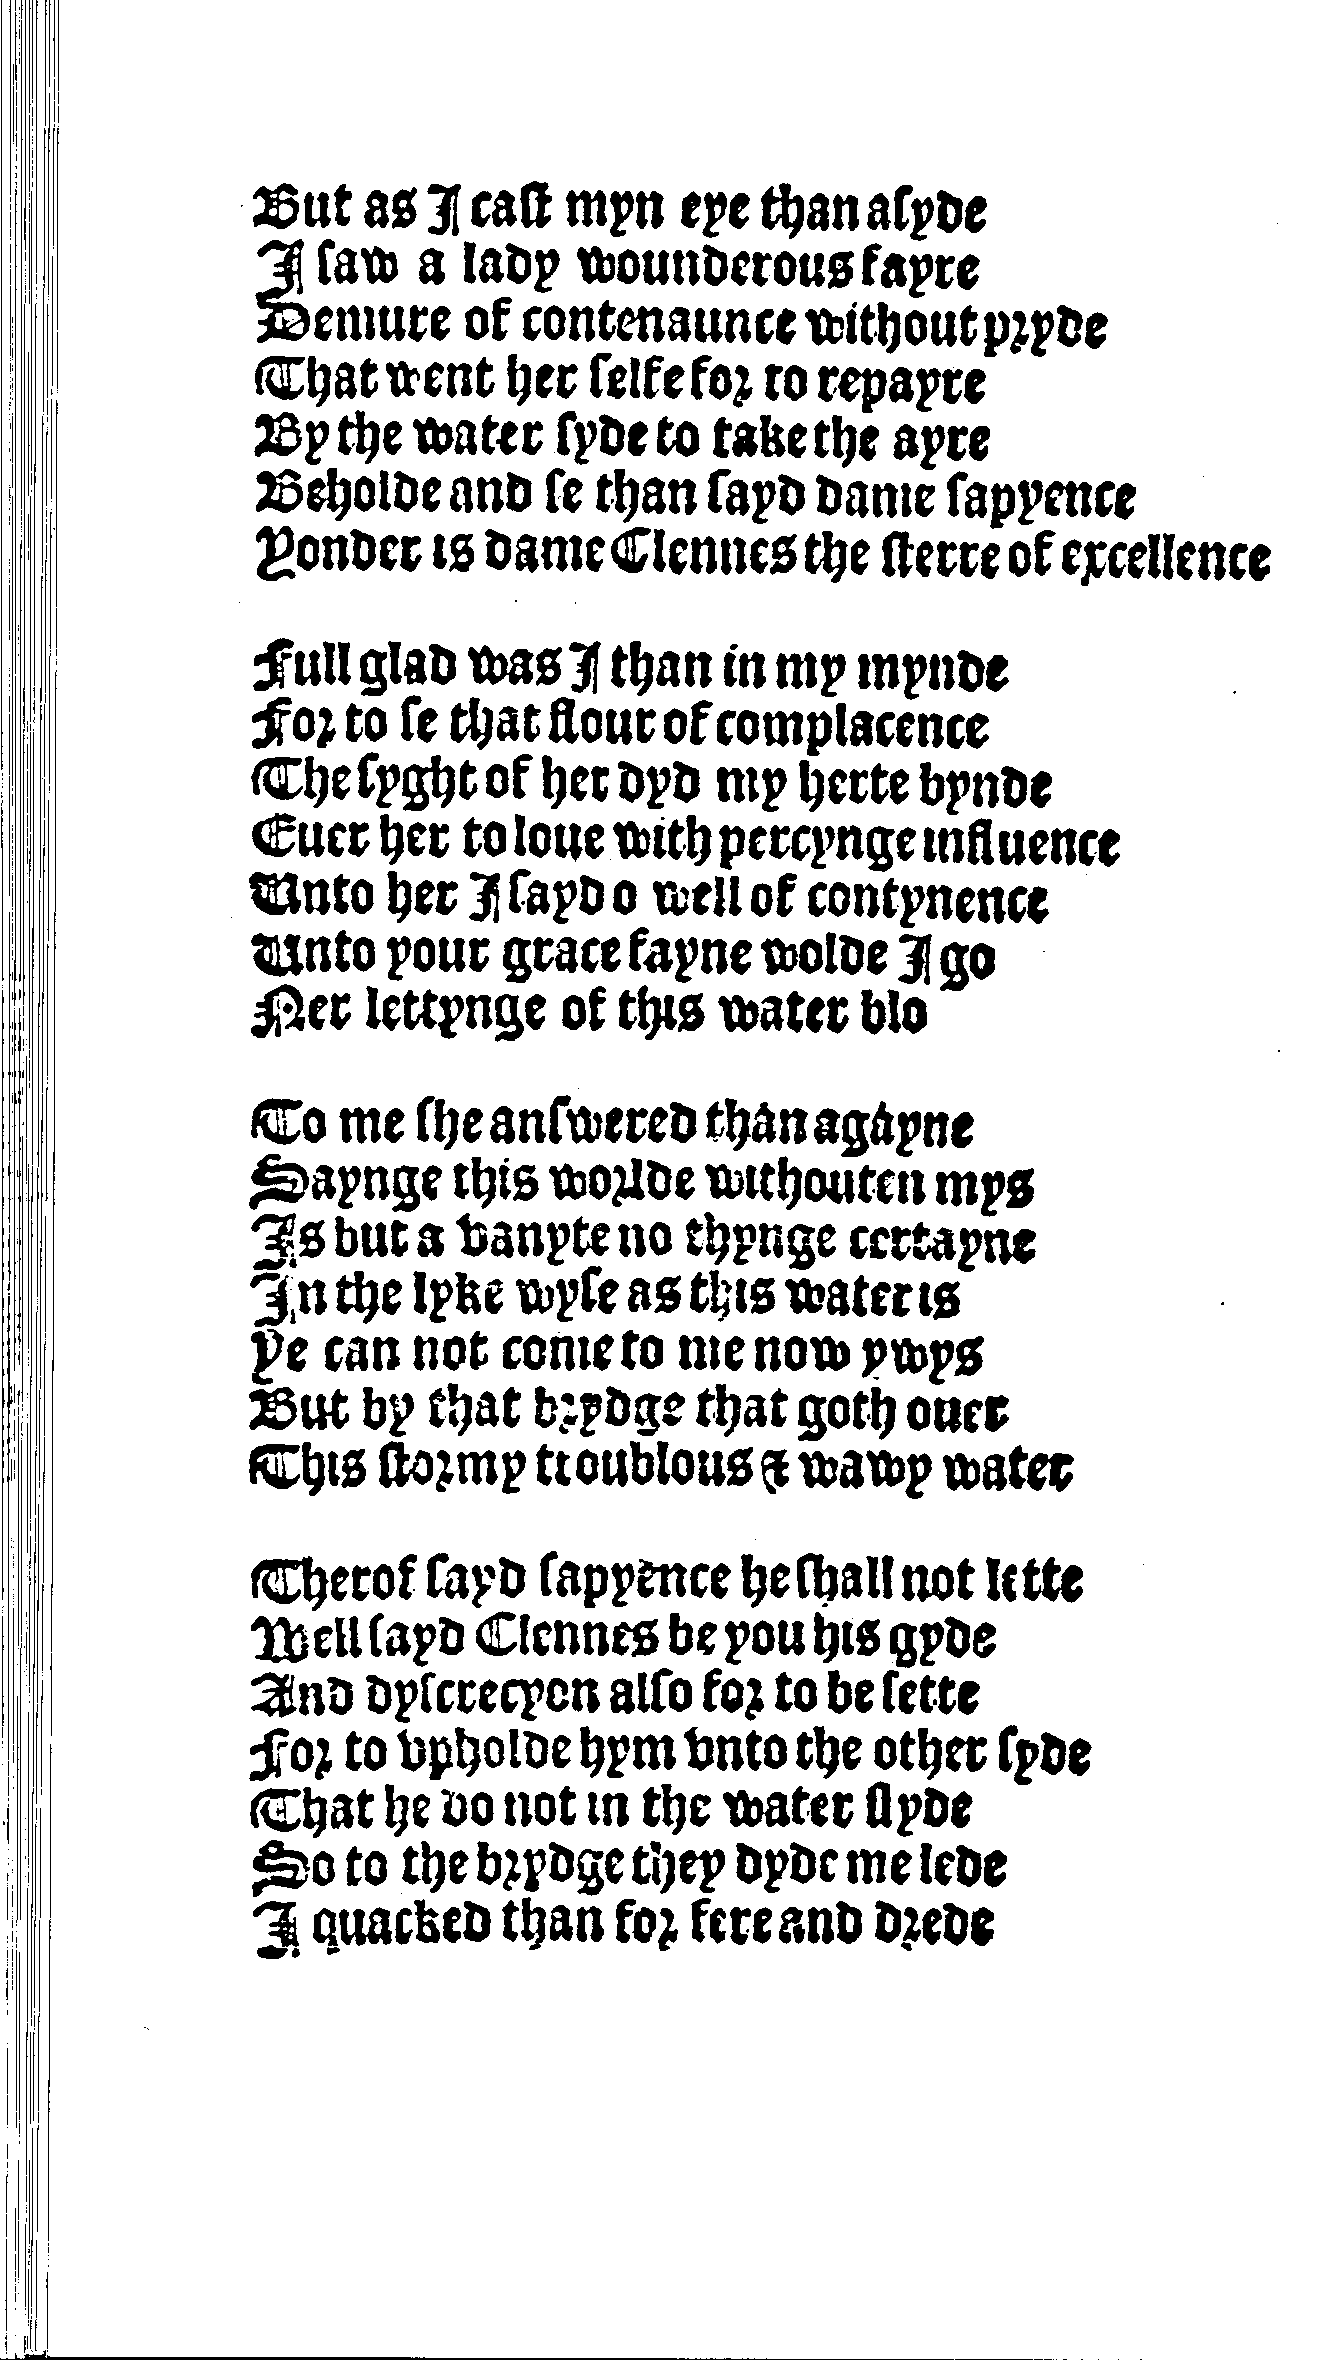 But as I caſt myn eye than aſyde
I ſaw a lady wounderous fayre
Demure of contenaunce without pryde
That went her ſelfe for to repayre
By the water ſyde to take the ayre
Beholde and ſe than ſayd dame ſapyence
Yonder is dame Clennes the ſterre of excellence

Full glad was I than in my mynde
For to ſe that flour of complacence
The ſyght of her dyd my herte bynde
Euer her to loue with percynge influence
Unto her I ſayd o well of contynence
Unto your grace fayne wolde I go
Ner lettynge of this water blo

To me ſhe anſwered than agayne
Saynge this worlde withouten mys
Is but a vanyte no thynge certayne
In the lyke wyſe as this water is
Ye can not come to me now ywys
But by that brydge that goth ouer
This ſtormy troublous & wawy water

Therof ſayd ſapyence he ſhall not lette
Well ſayd Clennes be you his gyde
And dyſcrecyon alſo for to be ſette
For to vpholde hym vnto the other ſyde
That he do not in the water ſlyde
So to the brydge they dyde me lede
I quacked than for fere and drede